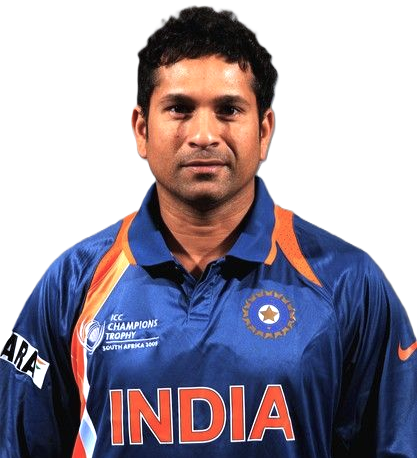 ICC
CHAMPIONS
TROPHY
SOUTH AFRICA 2009
ARA
INDIA